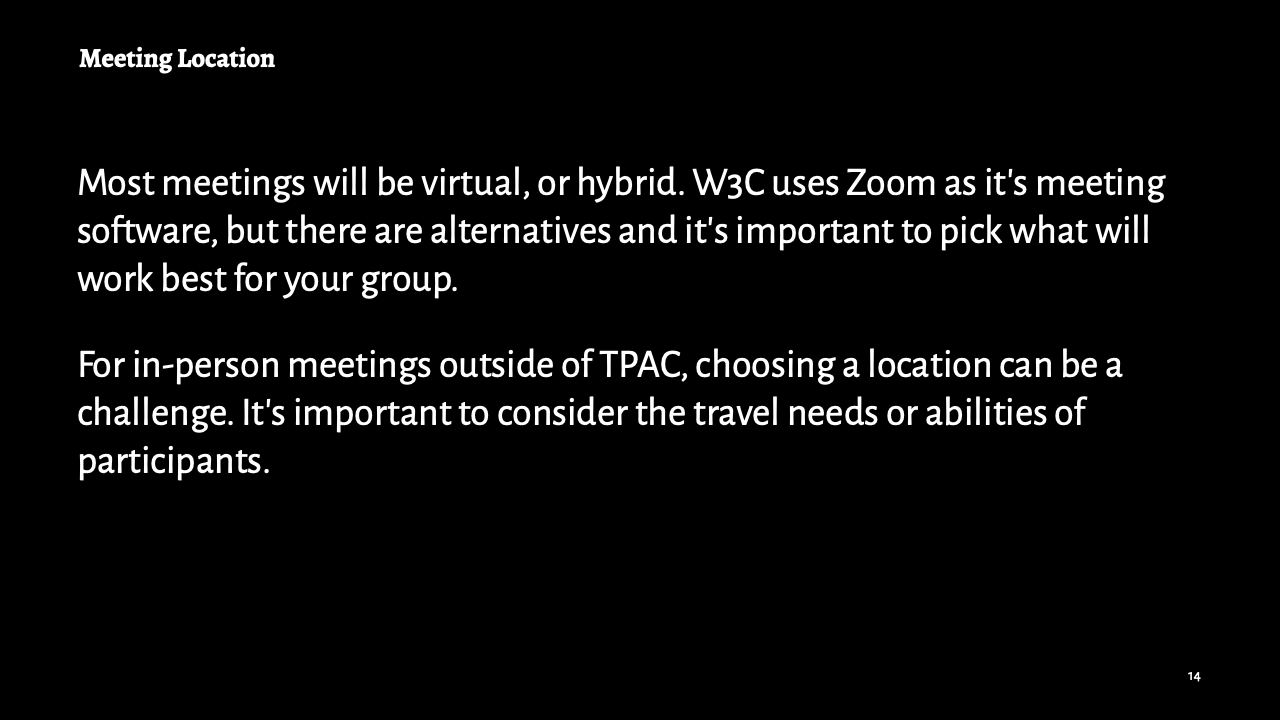 Meeting Location
Most meetings will be virtual, or hybrid. W3C uses Zoom as it's meeting
software, but there are alternatives and it's important to pick what will
work best for your group.
For in-person meetings outside of TPAC, choosing a location can be a
challenge. It's important to consider the travel needs or abilities of
participants.
14